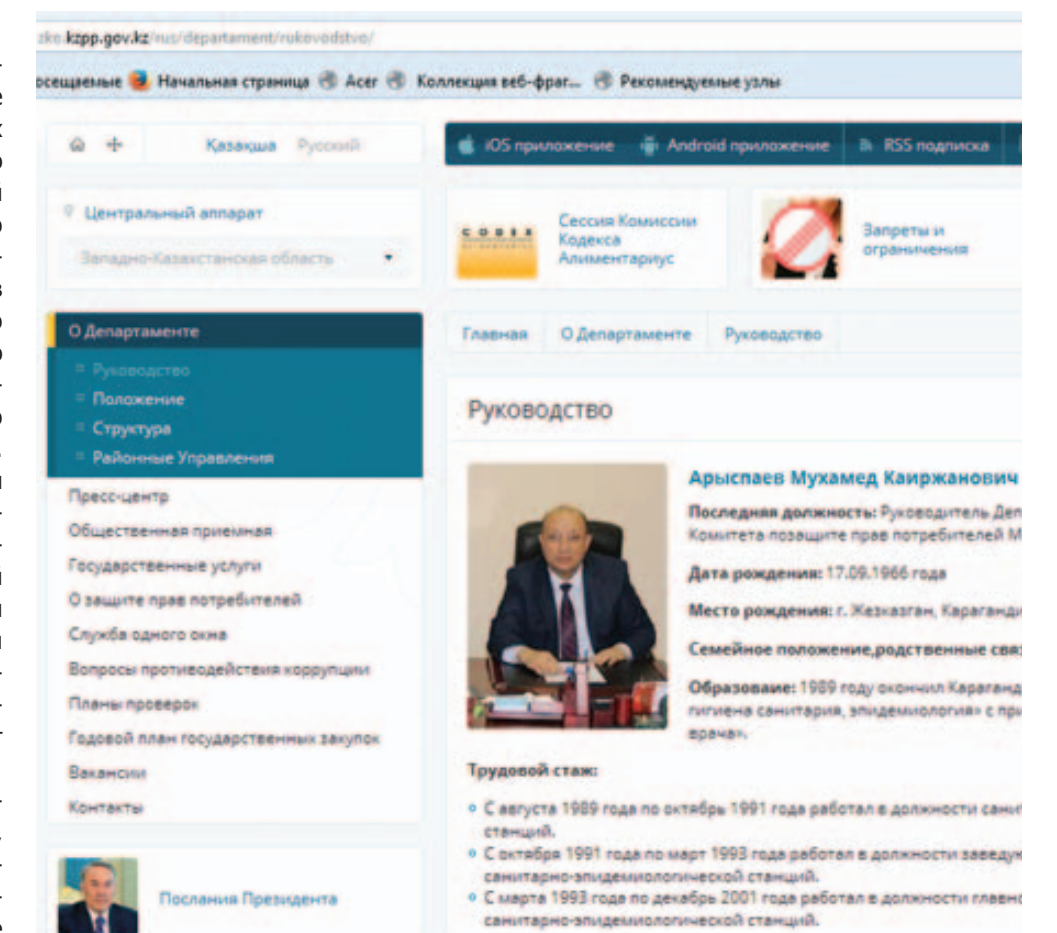 zko.kzpp.gov.kz/rus/departament/rukovodstvo/
осещаемые Начальная страница Acer Коллекция веб-фраг... Рекомендуемые узлы
Қазақша Русский
iOS приложение Android приложение RSS подписка
Центральный аппарат
Западно-Казахстанская область
CODEX
Сессия Комиссии
Кодекса
Алиментариус
Запреты и
ограничения
О Департаменте
Руководство
Положение
Структура
Районные Управления
Пресс-центр
Общественная приемная
Государственные услуги
О защите прав потребителей
Служба одного окна
Вопросы противодействия коррупции
Планы проверок
Годовой план государственных закупок
Вакансии
Контакты
Послания Президента
Главная О Департаменте Руководство
Руководство
Арыспаев Мухамед Каиржанович
Последняя должность: Руководитель Деп
Комитета позащите прав потребителей М
Дата рождения: 17.09.1966 года
Место рождения: г. Жезказган, Караганди
Семейное положение,родственные свя
Образоваие: 1989 году окончил Караганд
гигиена санитария, эпидемиология» с при
врача».
Трудовой стаж:
С августа 1989 года по октябрь 1991 года работал в должности сани
станций.
С октября 1991 года по март 1993 года работал в должности заведу
санитарно-эпидемиологической станций.
С марта 1993 года по декабрь 2001 года работал в должности главно
санитарно-эпидемиологической станций.